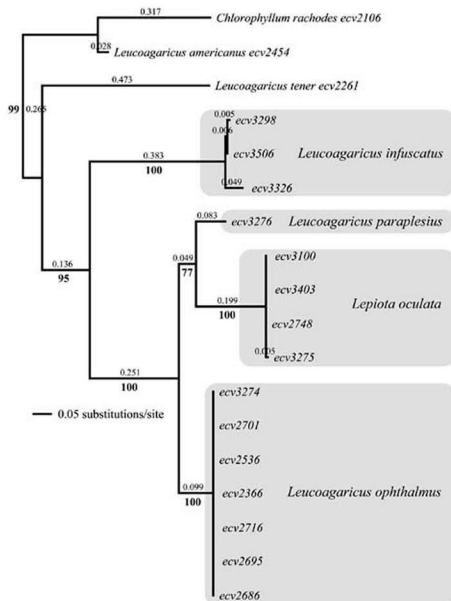 0.317
Chlorophyllum rachodes ecv2106
0.028
Leucoagaricus americanus ecv2454
0.473
Leucoagaricus tener ecv2261
99
0.265
0.005
ecv3298
0.006
ecv3506
Leucoagaricus infuscatus
0.383
100
0.049
ecv3326
0.083
ecv3276
Leucoagaricus paraplesius
0.136
95
0.049
77
ecv3100
ecv3403
0.199
100
Lepiota oculata
ecv2748
0.005
ecv3275
0.251
100
ecv3274
0.05 substitutions/site
ecv2701
ecv2536
0.099
100
ecv2366
Leucoagaricus ophthalmus
ecv2716
ecv2695
ecv2686